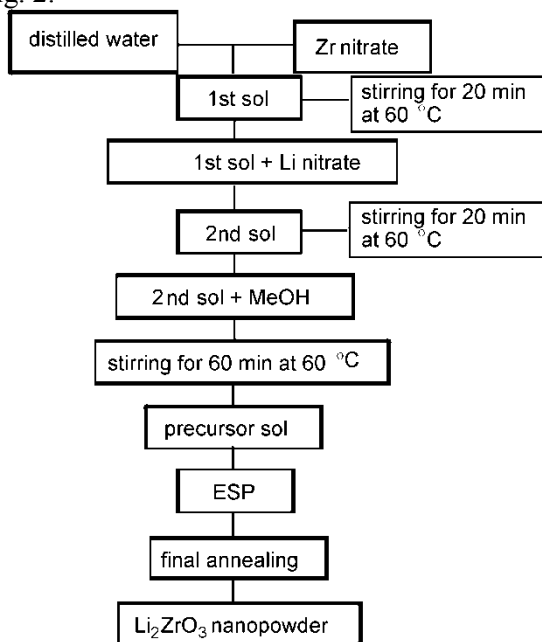 distilled water
Zr nitrate
1st sol
stirring for 20 min
at 60 °C
1st sol + Li nitrate
2nd sol
stirring for 20 min
at 60 °C
2nd sol + MeOH
stirring for 60 min at 60 °C
precursor sol
ESP
final annealing
Li₂ZrO₃ nanopowder